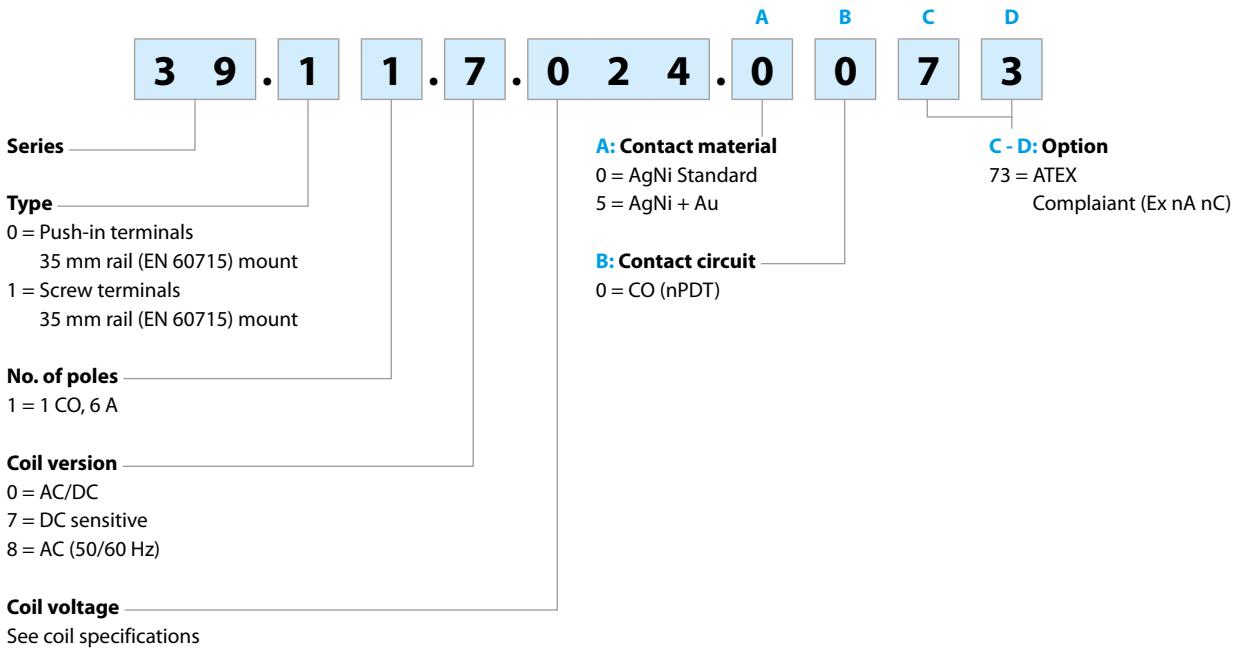 A B C D
3 9 . 1 1 . 7 . 0 2 4 . 0 0 7 3
Series
Type
0 = Push-in terminals
35 mm rail (EN 60715) mount
1 = Screw terminals
35 mm rail (EN 60715) mount
No. of poles
1 = 1 CO, 6 A
Coil version
0 = AC/DC
7 = DC sensitive
8 = AC (50/60 Hz)
Coil voltage
See coil specifications
A: Contact material
0 = AgNi Standard
5 = AgNi + Au
B: Contact circuit
0 = CO (nPDT)
C - D: Option
73 = ATEX
Complaiant (Ex nA nC)